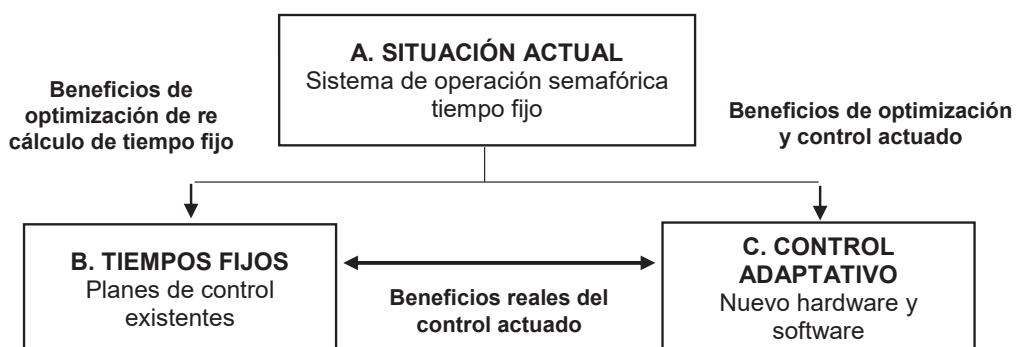 A. SITUACIÓN ACTUAL
Sistema de operación semafórica
tiempo fijo
Beneficios de
optimización de re
cálculo de tiempo fijo
Beneficios de optimización
y control actuado
B. TIEMPOS FIJOS
Planes de control
existentes
Beneficios reales del
control actuado
C. CONTROL
ADAPTATIVO
Nuevo hardware y
software